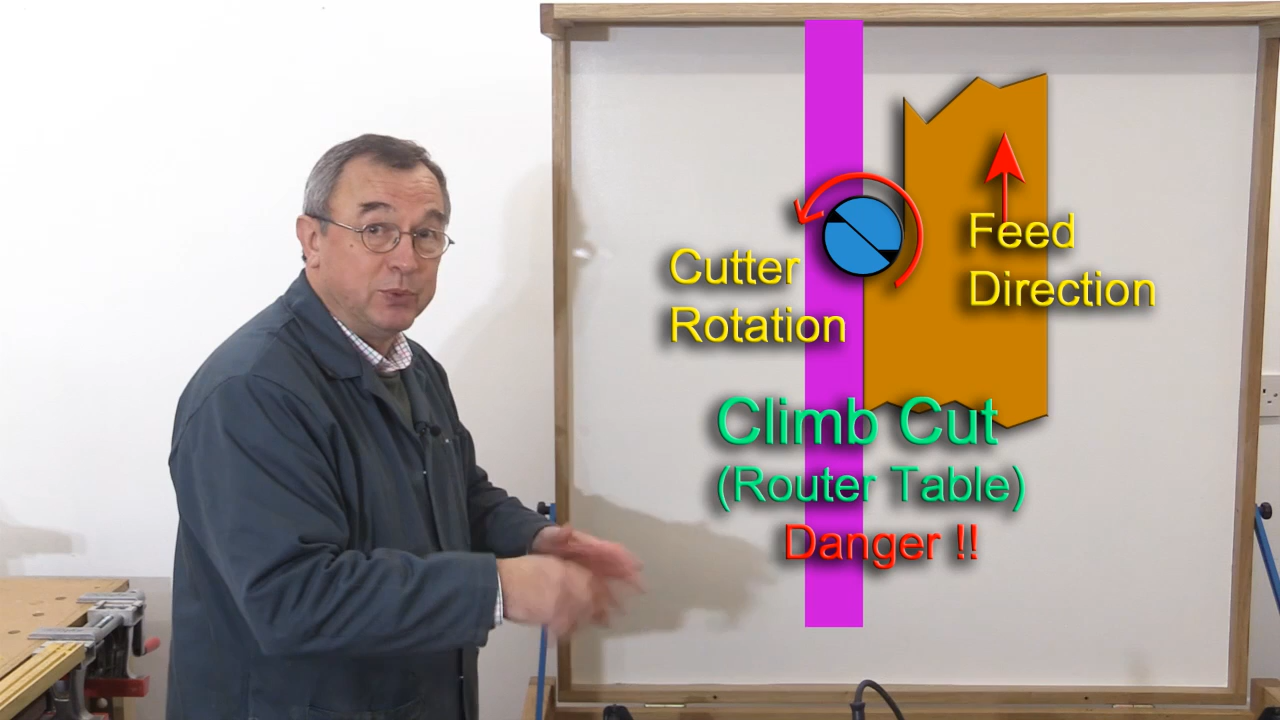 Cutter
Rotation
Feed
Direction
Climb Cut
(Router Table)
Danger !!